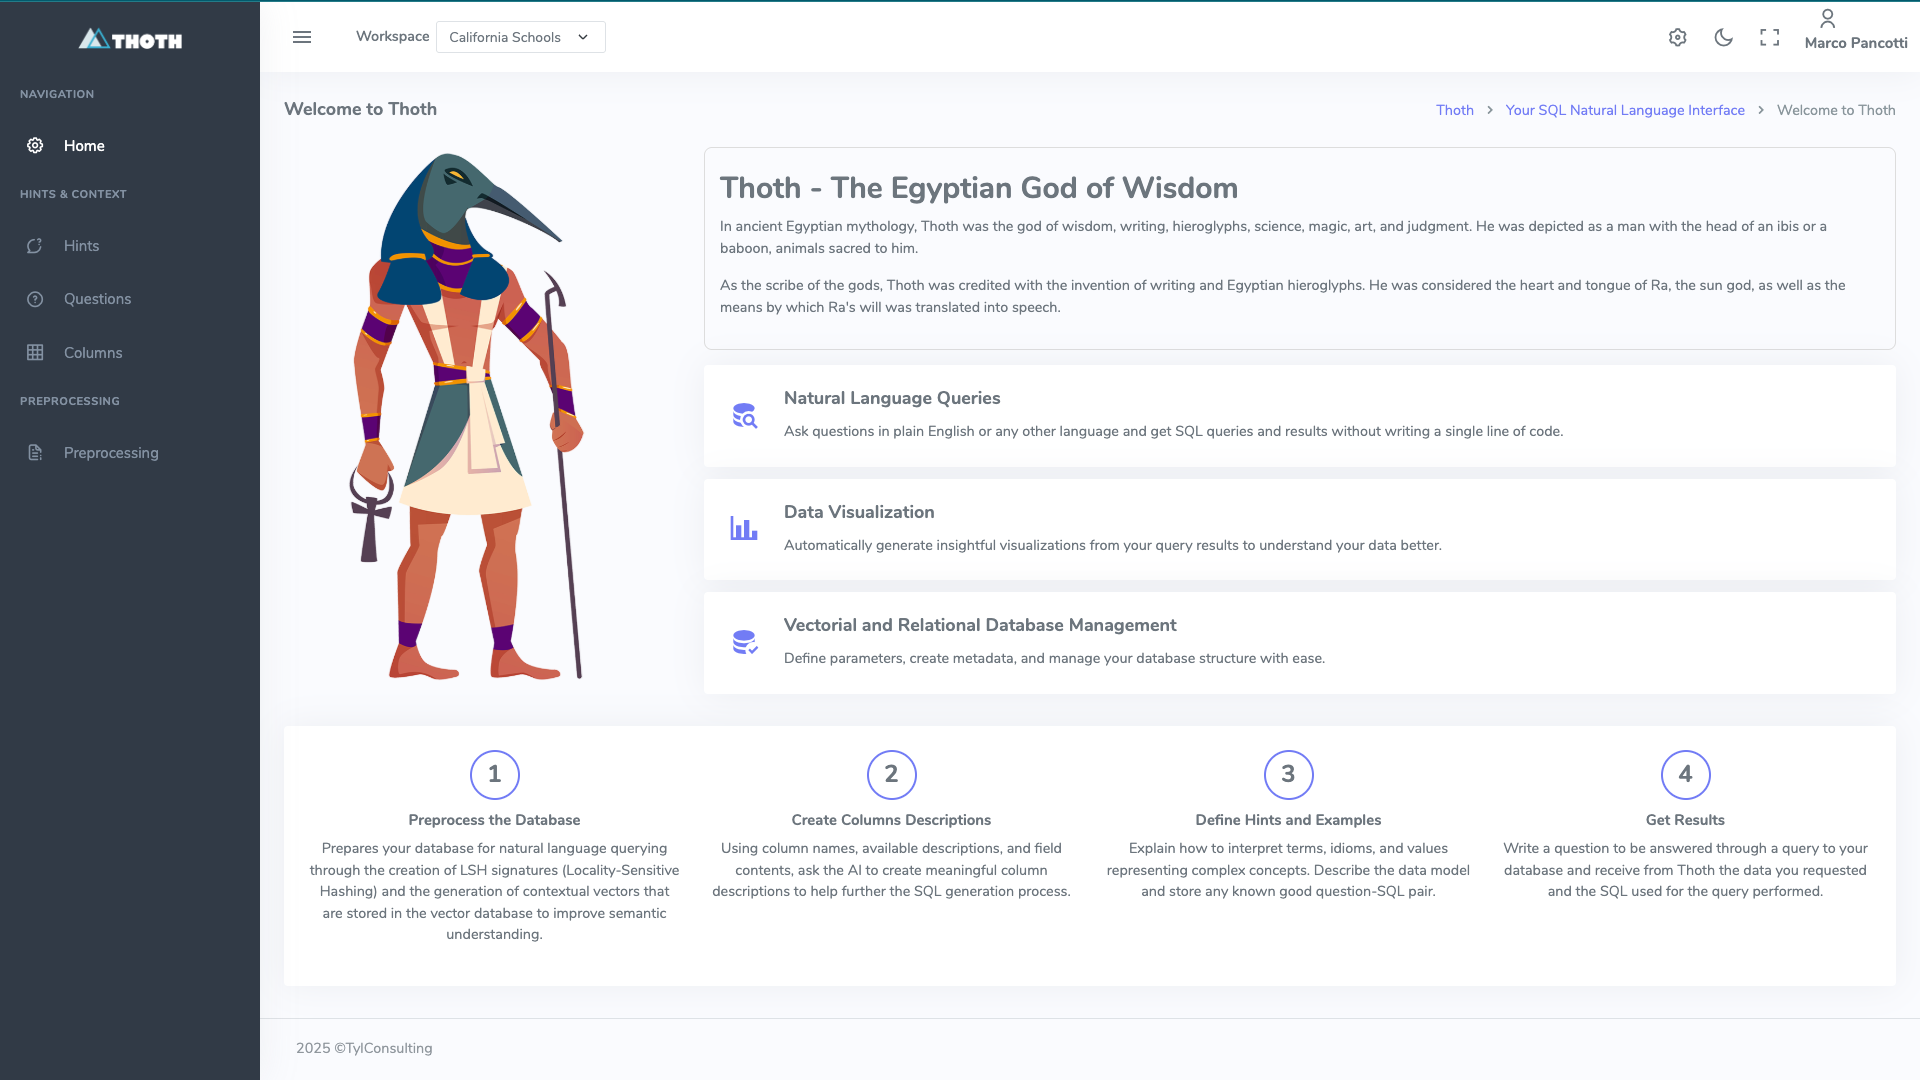 THOTH
Workspace
California Schools
Marco Pancotti
NAVIGATION
Home
HINTS & CONTEXT
Hints
Questions
Columns
PREPROCESSING
Preprocessing
Welcome to Thoth
Thoth
Your SQL Natural Language Interface
Welcome to Thoth
Thoth - The Egyptian God of Wisdom
In ancient Egyptian mythology, Thoth was the god of wisdom, writing, hieroglyphs, science, magic, art, and judgment. He was depicted as a man with the head of an ibis or a
baboon, animals sacred to him.
As the scribe of the gods, Thoth was credited with the invention of writing and Egyptian hieroglyphs. He was considered the heart and tongue of Ra, the sun god, as well as the
means by which Ra's will was translated into speech.
Natural Language Queries
Ask questions in plain English or any other language and get SQL queries and results without writing a single line of code.
Data Visualization
Automatically generate insightful visualizations from your query results to understand your data better.
Vectorial and Relational Database Management
Define parameters, create metadata, and manage your database structure with ease.
1
Preprocess the Database
Prepares your database for natural language querying
through the creation of LSH signatures (Locality-Sensitive
Hashing) and the generation of contextual vectors that
are stored in the vector database to improve semantic
understanding.
2
Create Columns Descriptions
Using column names, available descriptions, and field
contents, ask the AI to create meaningful column
descriptions to help further the SQL generation process.
3
Define Hints and Examples
Explain how to interpret terms, idioms, and values
representing complex concepts. Describe the data model
and store any known good question-SQL pair.
4
Get Results
Write a question to be answered through a query to your
database and receive from Thoth the data you requested
and the SQL used for the query performed.
2025 ©TylConsulting